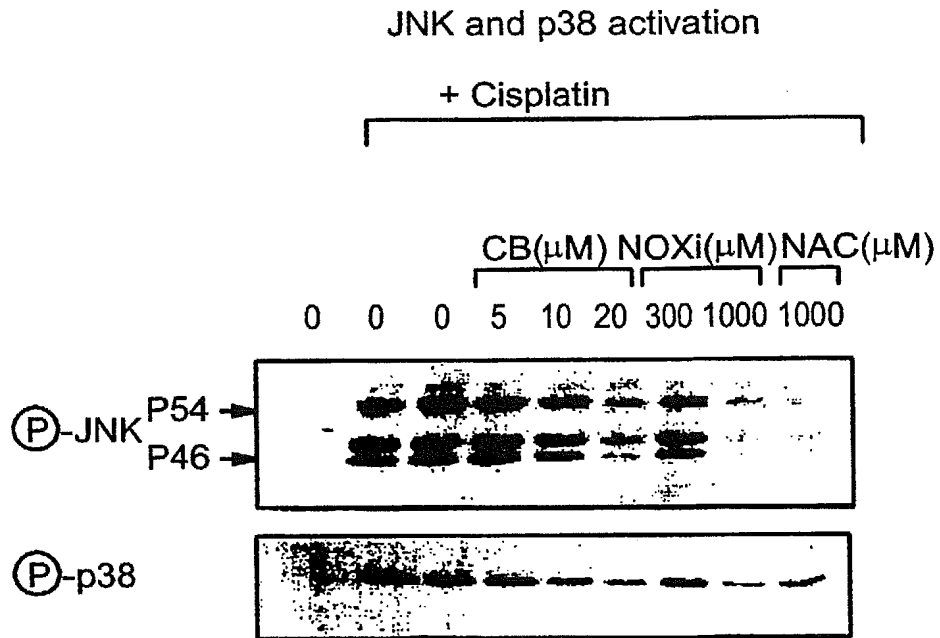 JNK and p38 activation
+ Cisplatin
CB(μM) NOXi(μM) NAC(μM)
0 0 0 5 10 20 300 1000 1000
P54
Ⓟ-JNK
P46
Ⓟ-p38